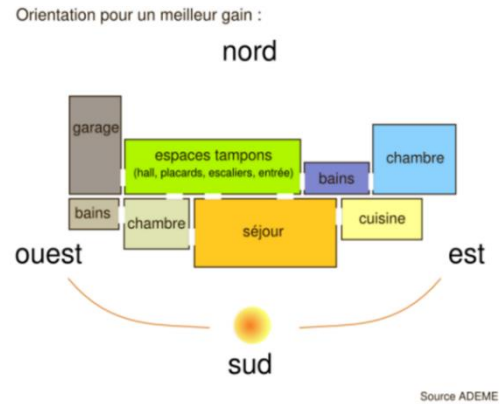 Orientation pour un meilleur gain :
nord
garage
espaces tampons
(hall, placards, escaliers, entrée)
bains
chambre
bains
chambre
séjour
cuisine
ouest
est
sud
Source ADEME